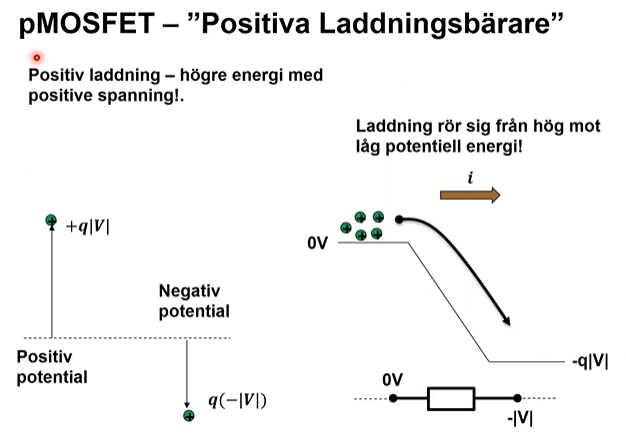 pMOSFET – ”Positiva Laddningsbärare”
Positiv laddning – högre energi med
positive spanning!.
Laddning rör sig från hög mot
låg potentiell energi!
i
+q|V|
0V
Negativ
potential
Positiv
potential
-q|V|
0V
q(−|V|)
-|V|